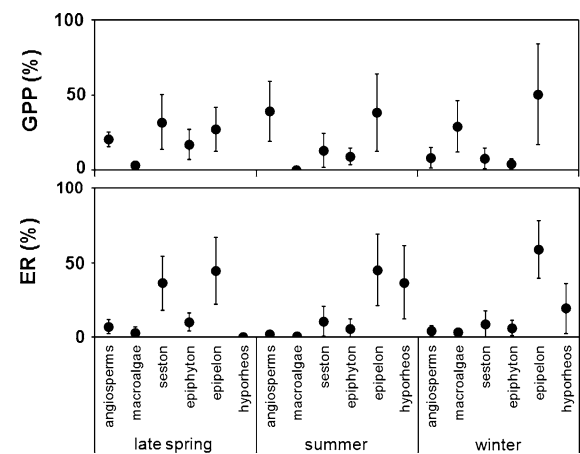 100
GPP (%)
50
0
100
ER (%)
50
0
angiosperms
macroalgae
seston
epiphyton
epipelon
hyporheos
angiosperms
macroalgae
seston
epiphyton
epipelon
hyporheos
angiosperms
macroalgae
seston
epiphyton
epipelon
hyporheos
late spring
summer
winter